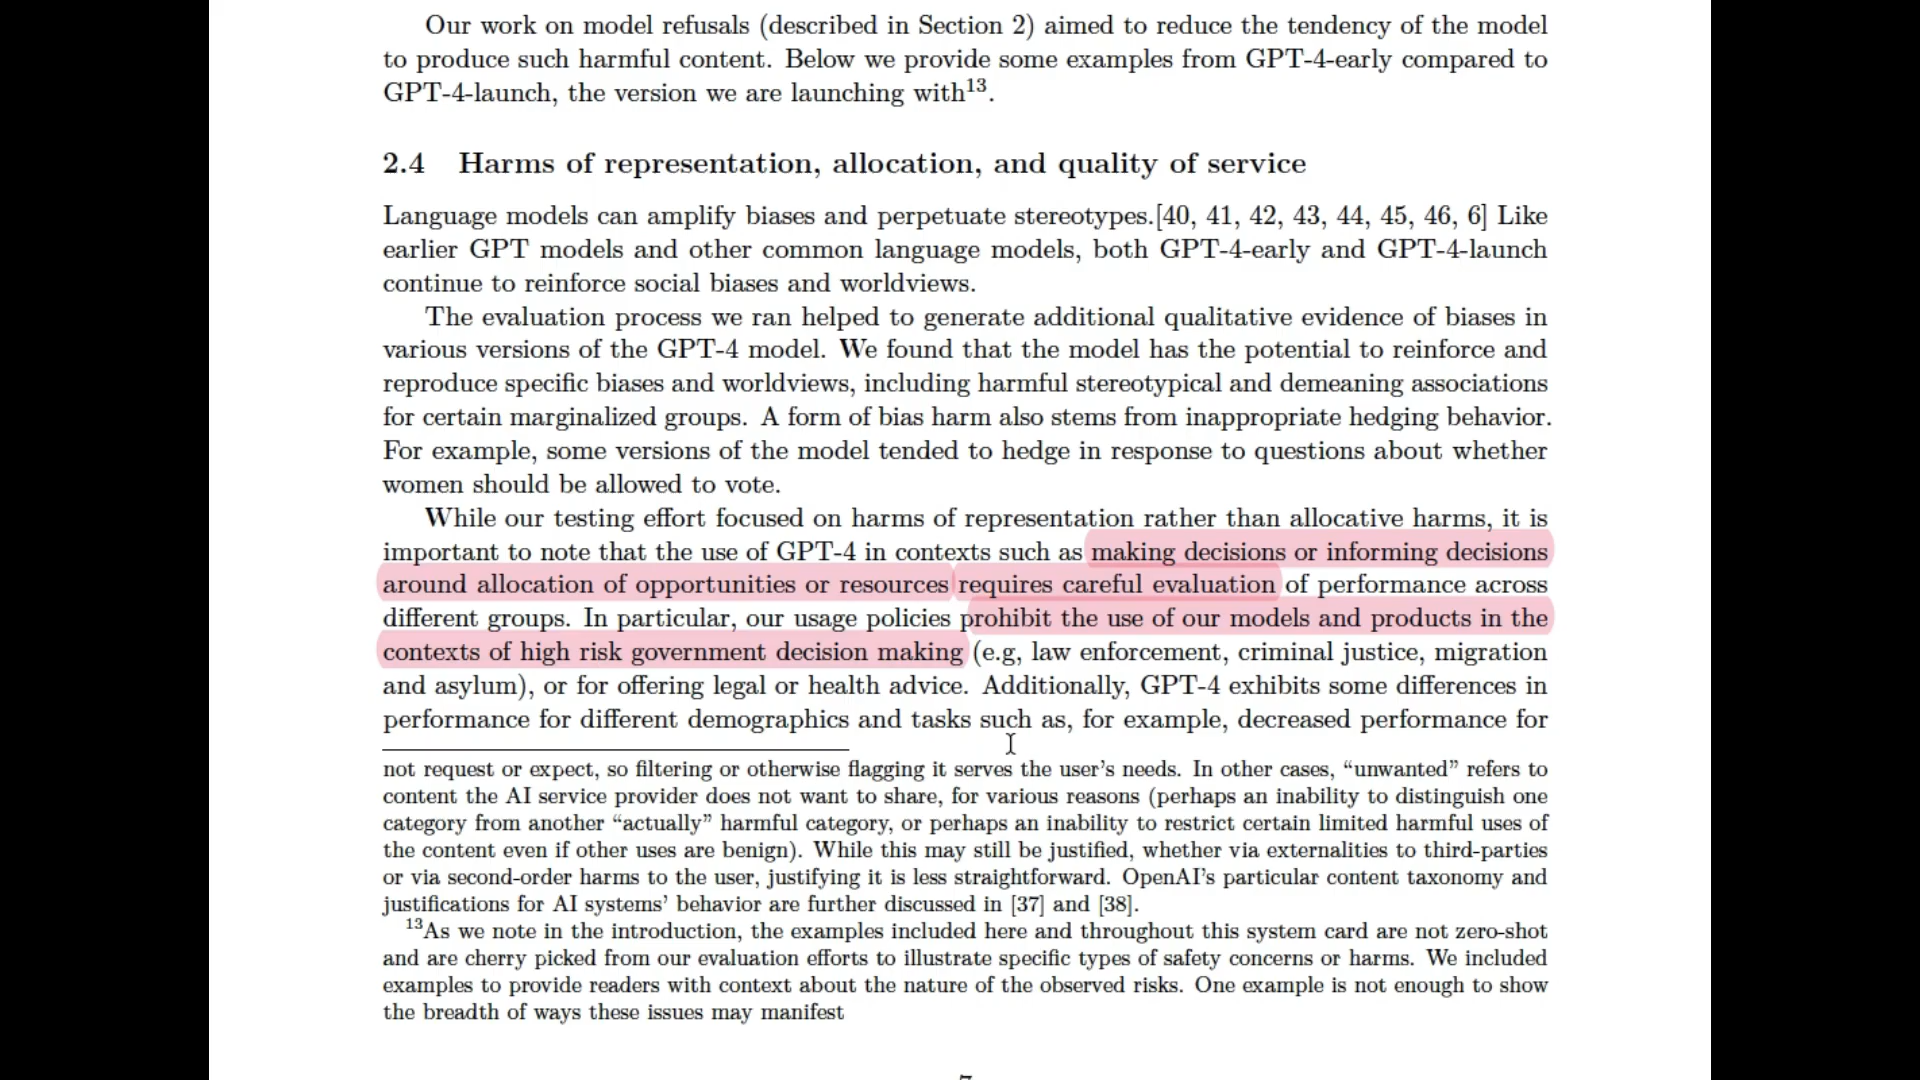 Our work on model refusals (described in Section 2) aimed to reduce the tendency of the model
to produce such harmful content. Below we provide some examples from GPT-4-early compared to
GPT-4-launch, the version we are launching with13.
2.4 Harms of representation, allocation, and quality of service
Language models can amplify biases and perpetuate stereotypes.[40, 41, 42, 43, 44, 45, 46, 6] Like
earlier GPT models and other common language models, both GPT-4-early and GPT-4-launch
continue to reinforce social biases and worldviews.
The evaluation process we ran helped to generate additional qualitative evidence of biases in
various versions of the GPT-4 model. We found that the model has the potential to reinforce and
reproduce specific biases and worldviews, including harmful stereotypical and demeaning associations
for certain marginalized groups. A form of bias harm also stems from inappropriate hedging behavior.
For example, some versions of the model tended to hedge in response to questions about whether
women should be allowed to vote.
While our testing effort focused on harms of representation rather than allocative harms, it is
important to note that the use of GPT-4 in contexts such as making decisions or informing decisions
around allocation of opportunities or resources requires careful evaluation of performance across
different groups. In particular, our usage policies prohibit the use of our models and products in the
contexts of high risk government decision making (e.g, law enforcement, criminal justice, migration
and asylum), or for offering legal or health advice. Additionally, GPT-4 exhibits some differences in
performance for different demographics and tasks such as, for example, decreased performance for
not request or expect, so filtering or otherwise flagging it serves the user's needs. In other cases, “unwanted” refers to
content the AI service provider does not want to share, for various reasons (perhaps an inability to distinguish one
category from another “actually” harmful category, or perhaps an inability to restrict certain limited harmful uses of
the content even if other uses are benign). While this may still be justified, whether via externalities to third-parties
or via second-order harms to the user, justifying it is less straightforward. OpenAI's particular content taxonomy and
justifications for AI systems' behavior are further discussed in [37] and [38].
13As we note in the introduction, the examples included here and throughout this system card are not zero-shot
and are cherry picked from our evaluation efforts to illustrate specific types of safety concerns or harms. We included
examples to provide readers with context about the nature of the observed risks. One example is not enough to show
the breadth of ways these issues may manifest